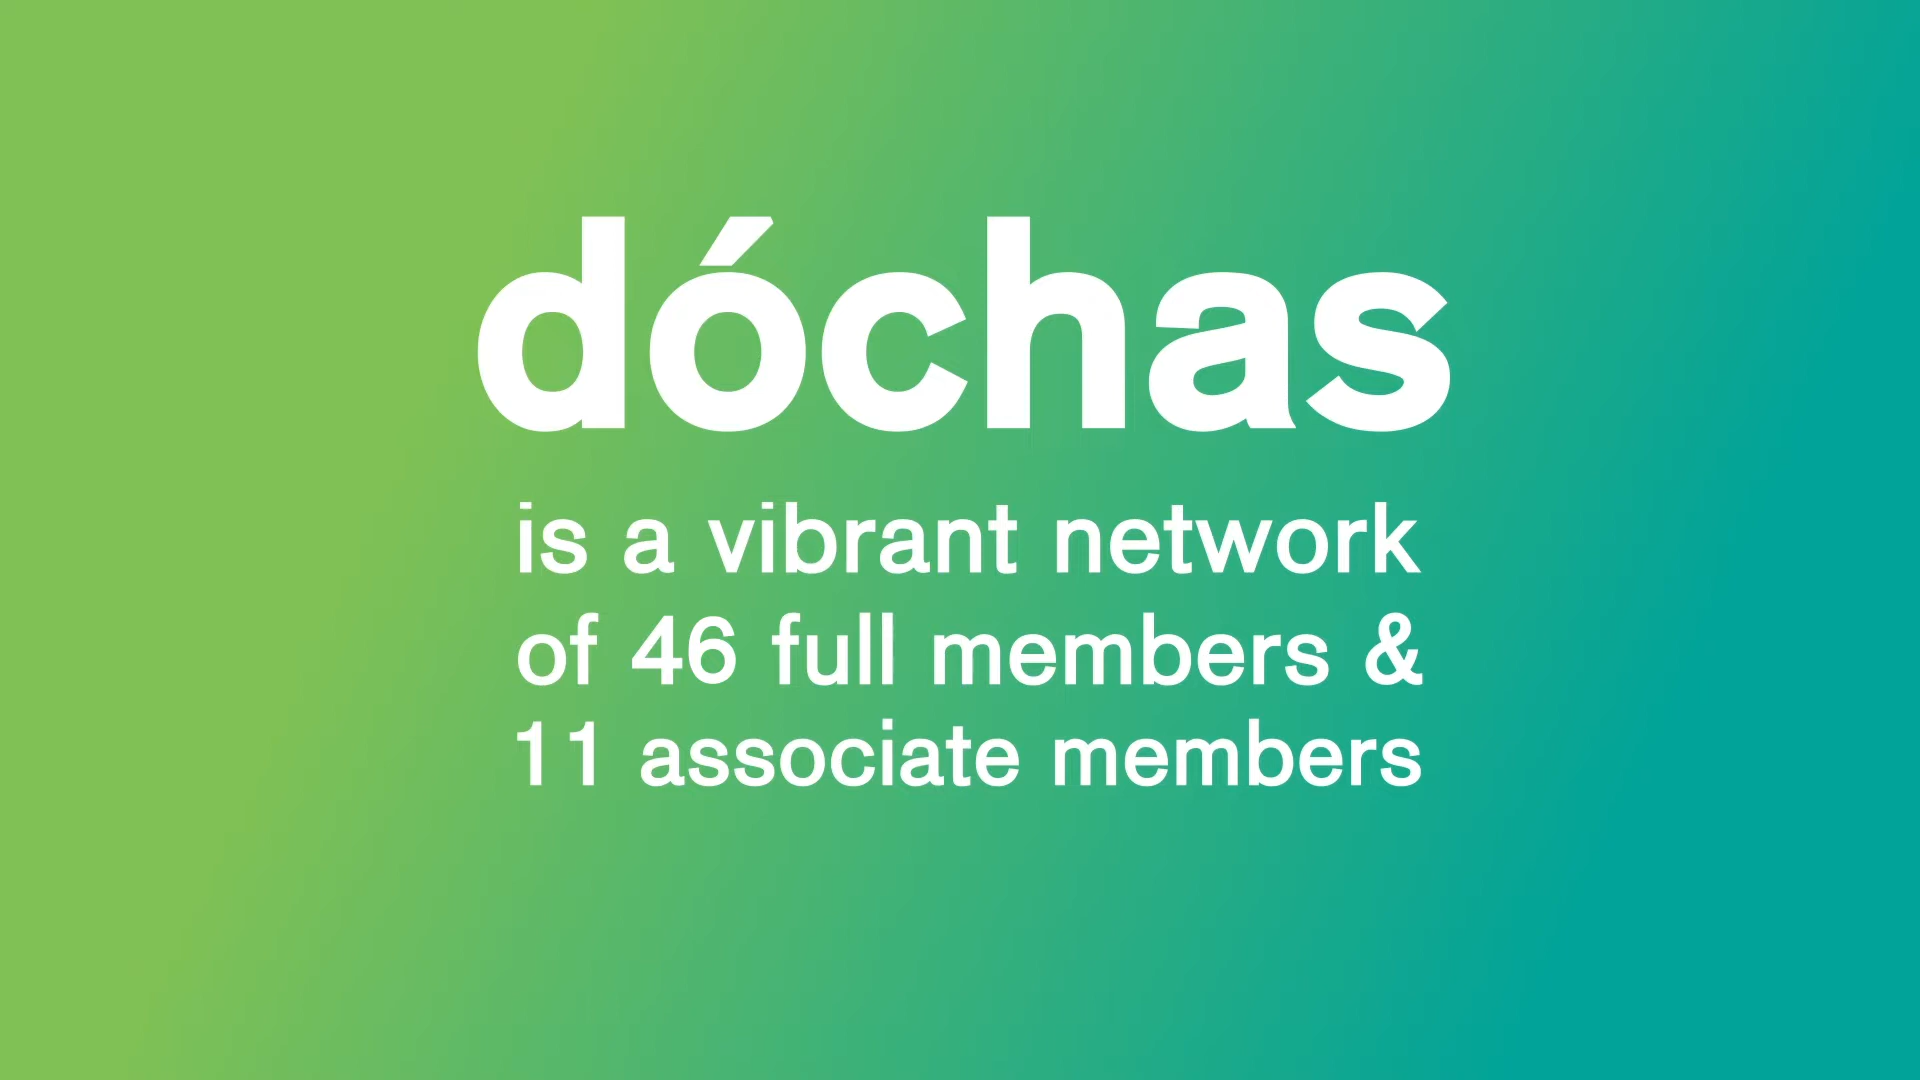 dóchas
is a vibrant network
of 46 full members &
11 associate members